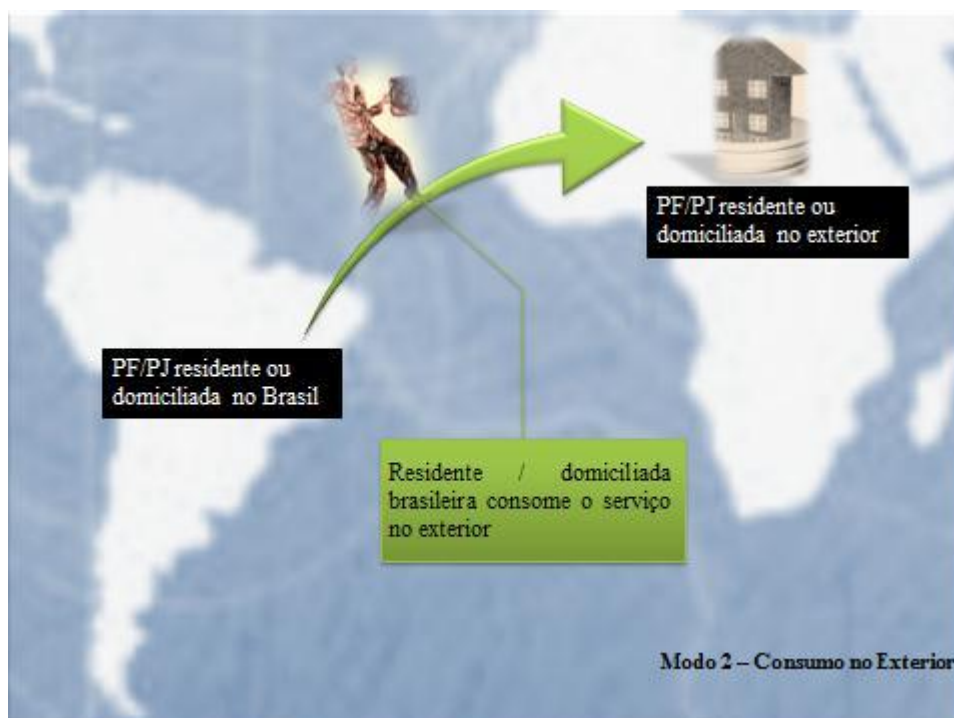 PF/PJ residente ou
domiciliada no exterior
PF/PJ residente ou
domiciliada no Brasil
Residente / domiciliada
brasileira consome o serviço
no exterior
Modo 2 – Consumo no Exterior